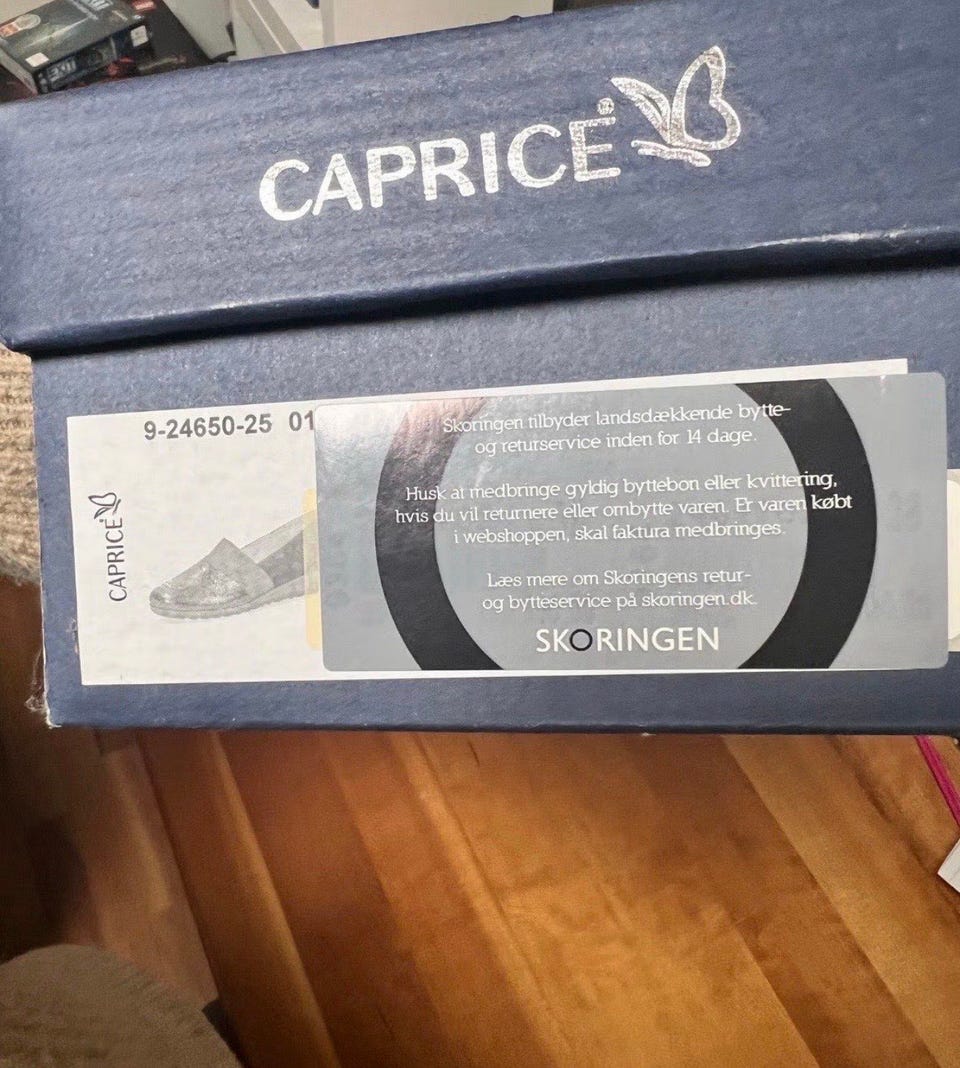 CAPRICE
9-24650-25 01
CAPRICE
Skoringen tilbyder landsdækkende bytte-
og returservice inden for 14 dage.
Husk at medbringe gyldig byttebon eller kvittering,
hvis du vil returnere eller ombytte varen. Er varen købt
i webshoppen, skal faktura medbringes.
Læs mere om Skoringens retur-
og bytteservice på skoringen.dk.
SKORINGEN